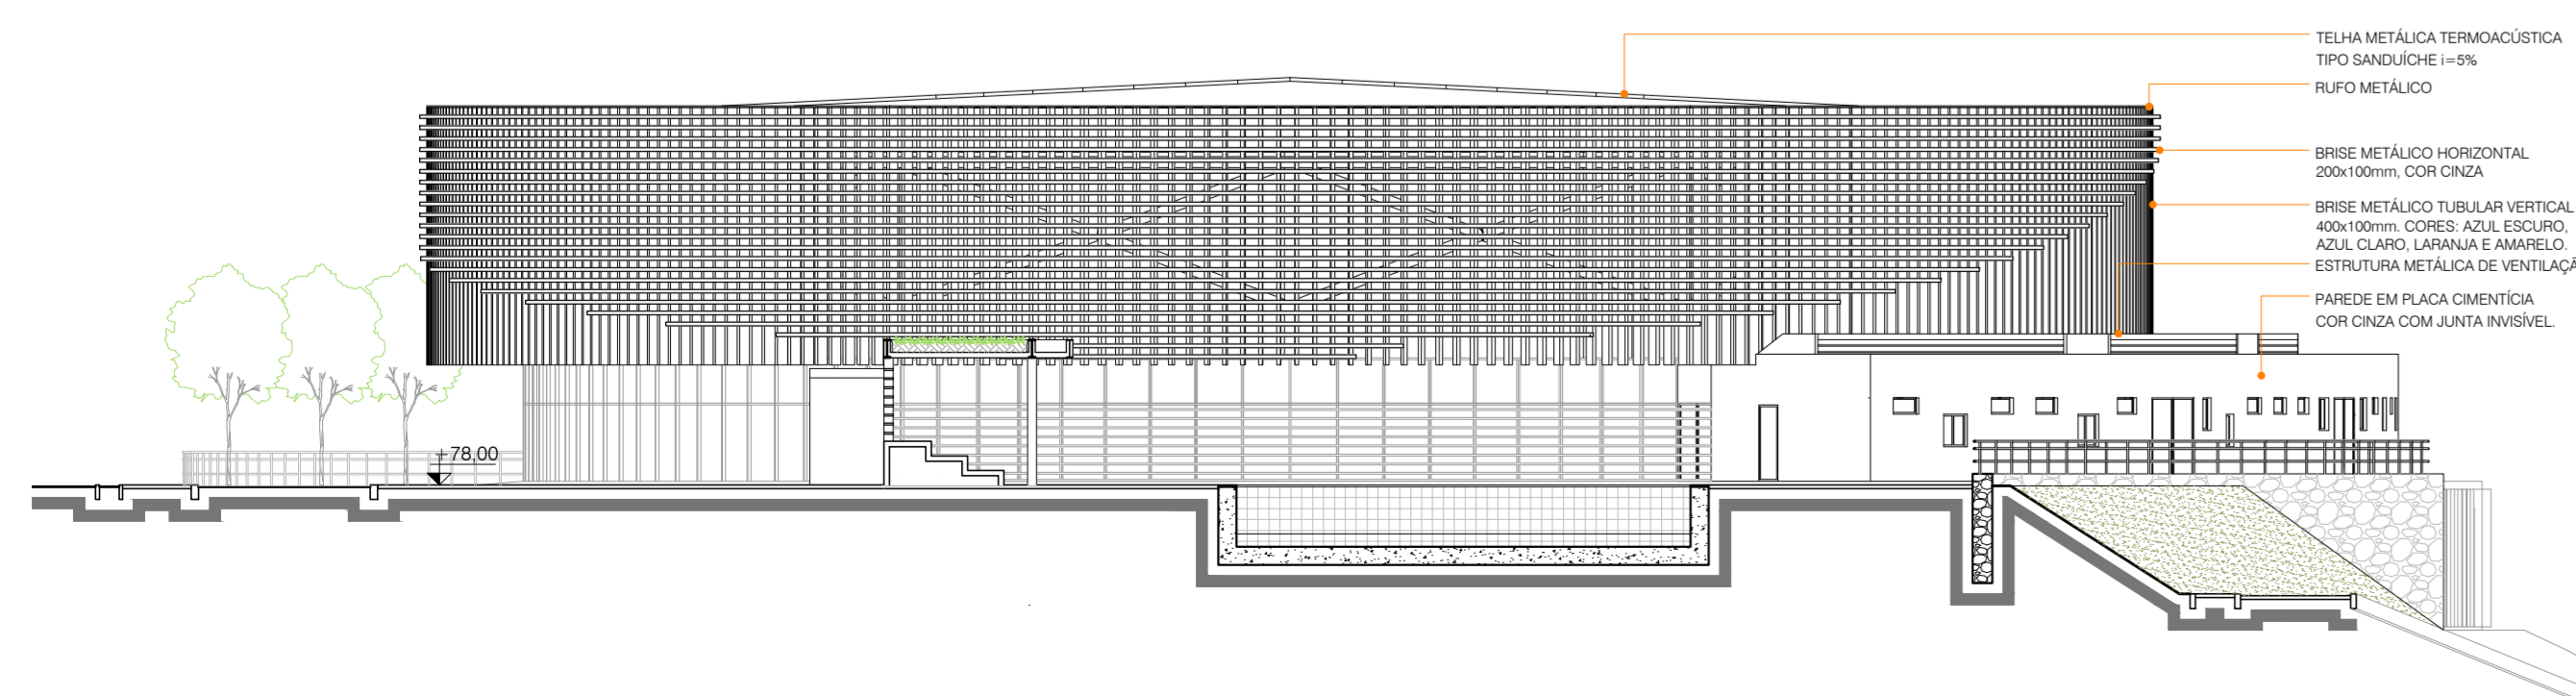 TELHA METÁLICA TERMOACÚSTICA
TIPO SANDUÍCHE i=5%
RUFO METÁLICO
BRISE METÁLICO HORIZONTAL
200x100mm, COR CINZA
BRISE METÁLICO TUBULAR VERTICAL
400x100mm. CORES: AZUL ESCURO,
AZUL CLARO, LARANJA E AMARELO.
ESTRUTURA METÁLICA DE VENTILAÇÃ
PAREDE EM PLACA CIMENTÍCIA
COR CINZA COM JUNTA INVISÍVEL.
+78,00